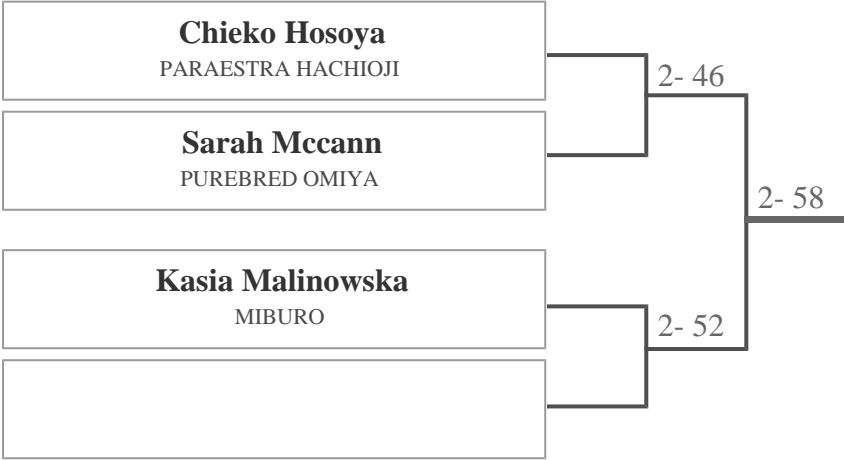 Chieko Hosoya
PARAESTRA HACHIOJI
2- 46
Sarah Mccann
PUREBRED OMIYA
2- 58
Kasia Malinowska
MIBURO
2- 52